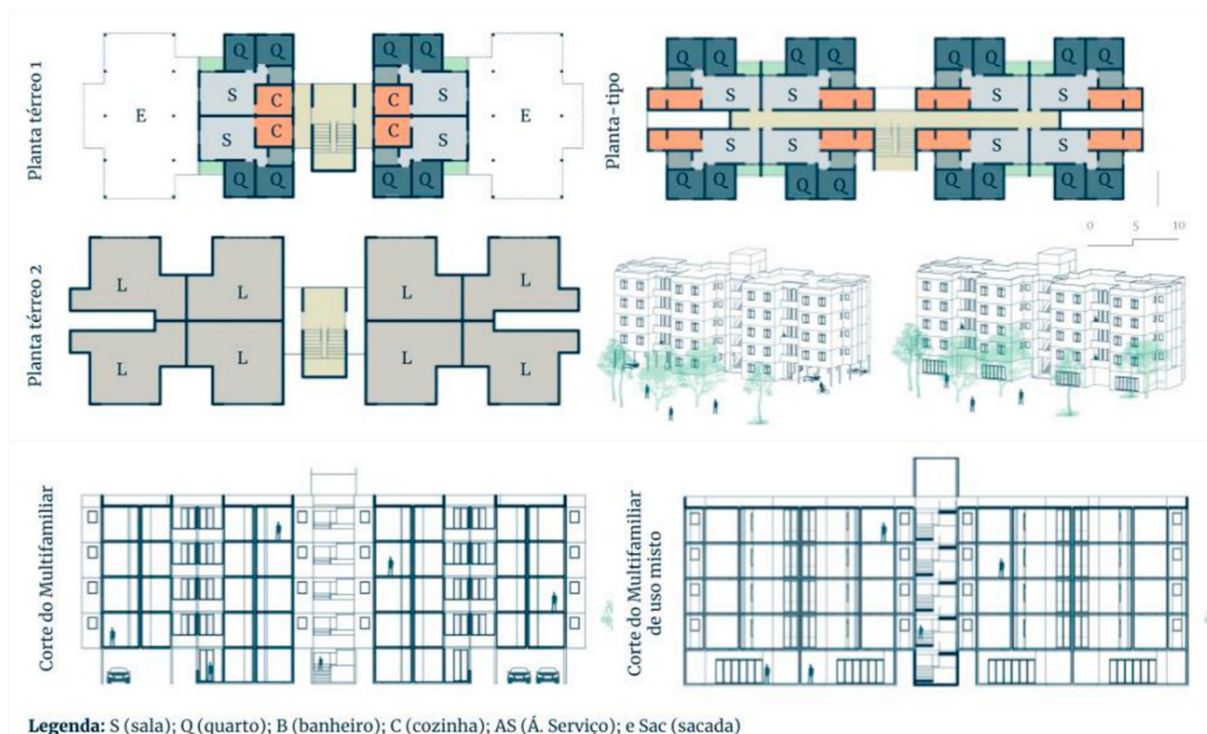 Planta térreo 1
Q Q Q Q
E S C C S E
S C C S
Q Q Q Q
Planta-tipo
Q Q Q Q Q Q Q Q
S S S S
S S S S
Q Q Q Q Q Q Q Q
0 5 10
Planta térreo 2
L L L L
L L L L
Corte do Multifamiliar
Corte do Multifamiliar
de uso misto
Legenda: S (sala); Q (quarto); B (banheiro); C (cozinha); AS (Á. Serviço); e Sac (sacada)